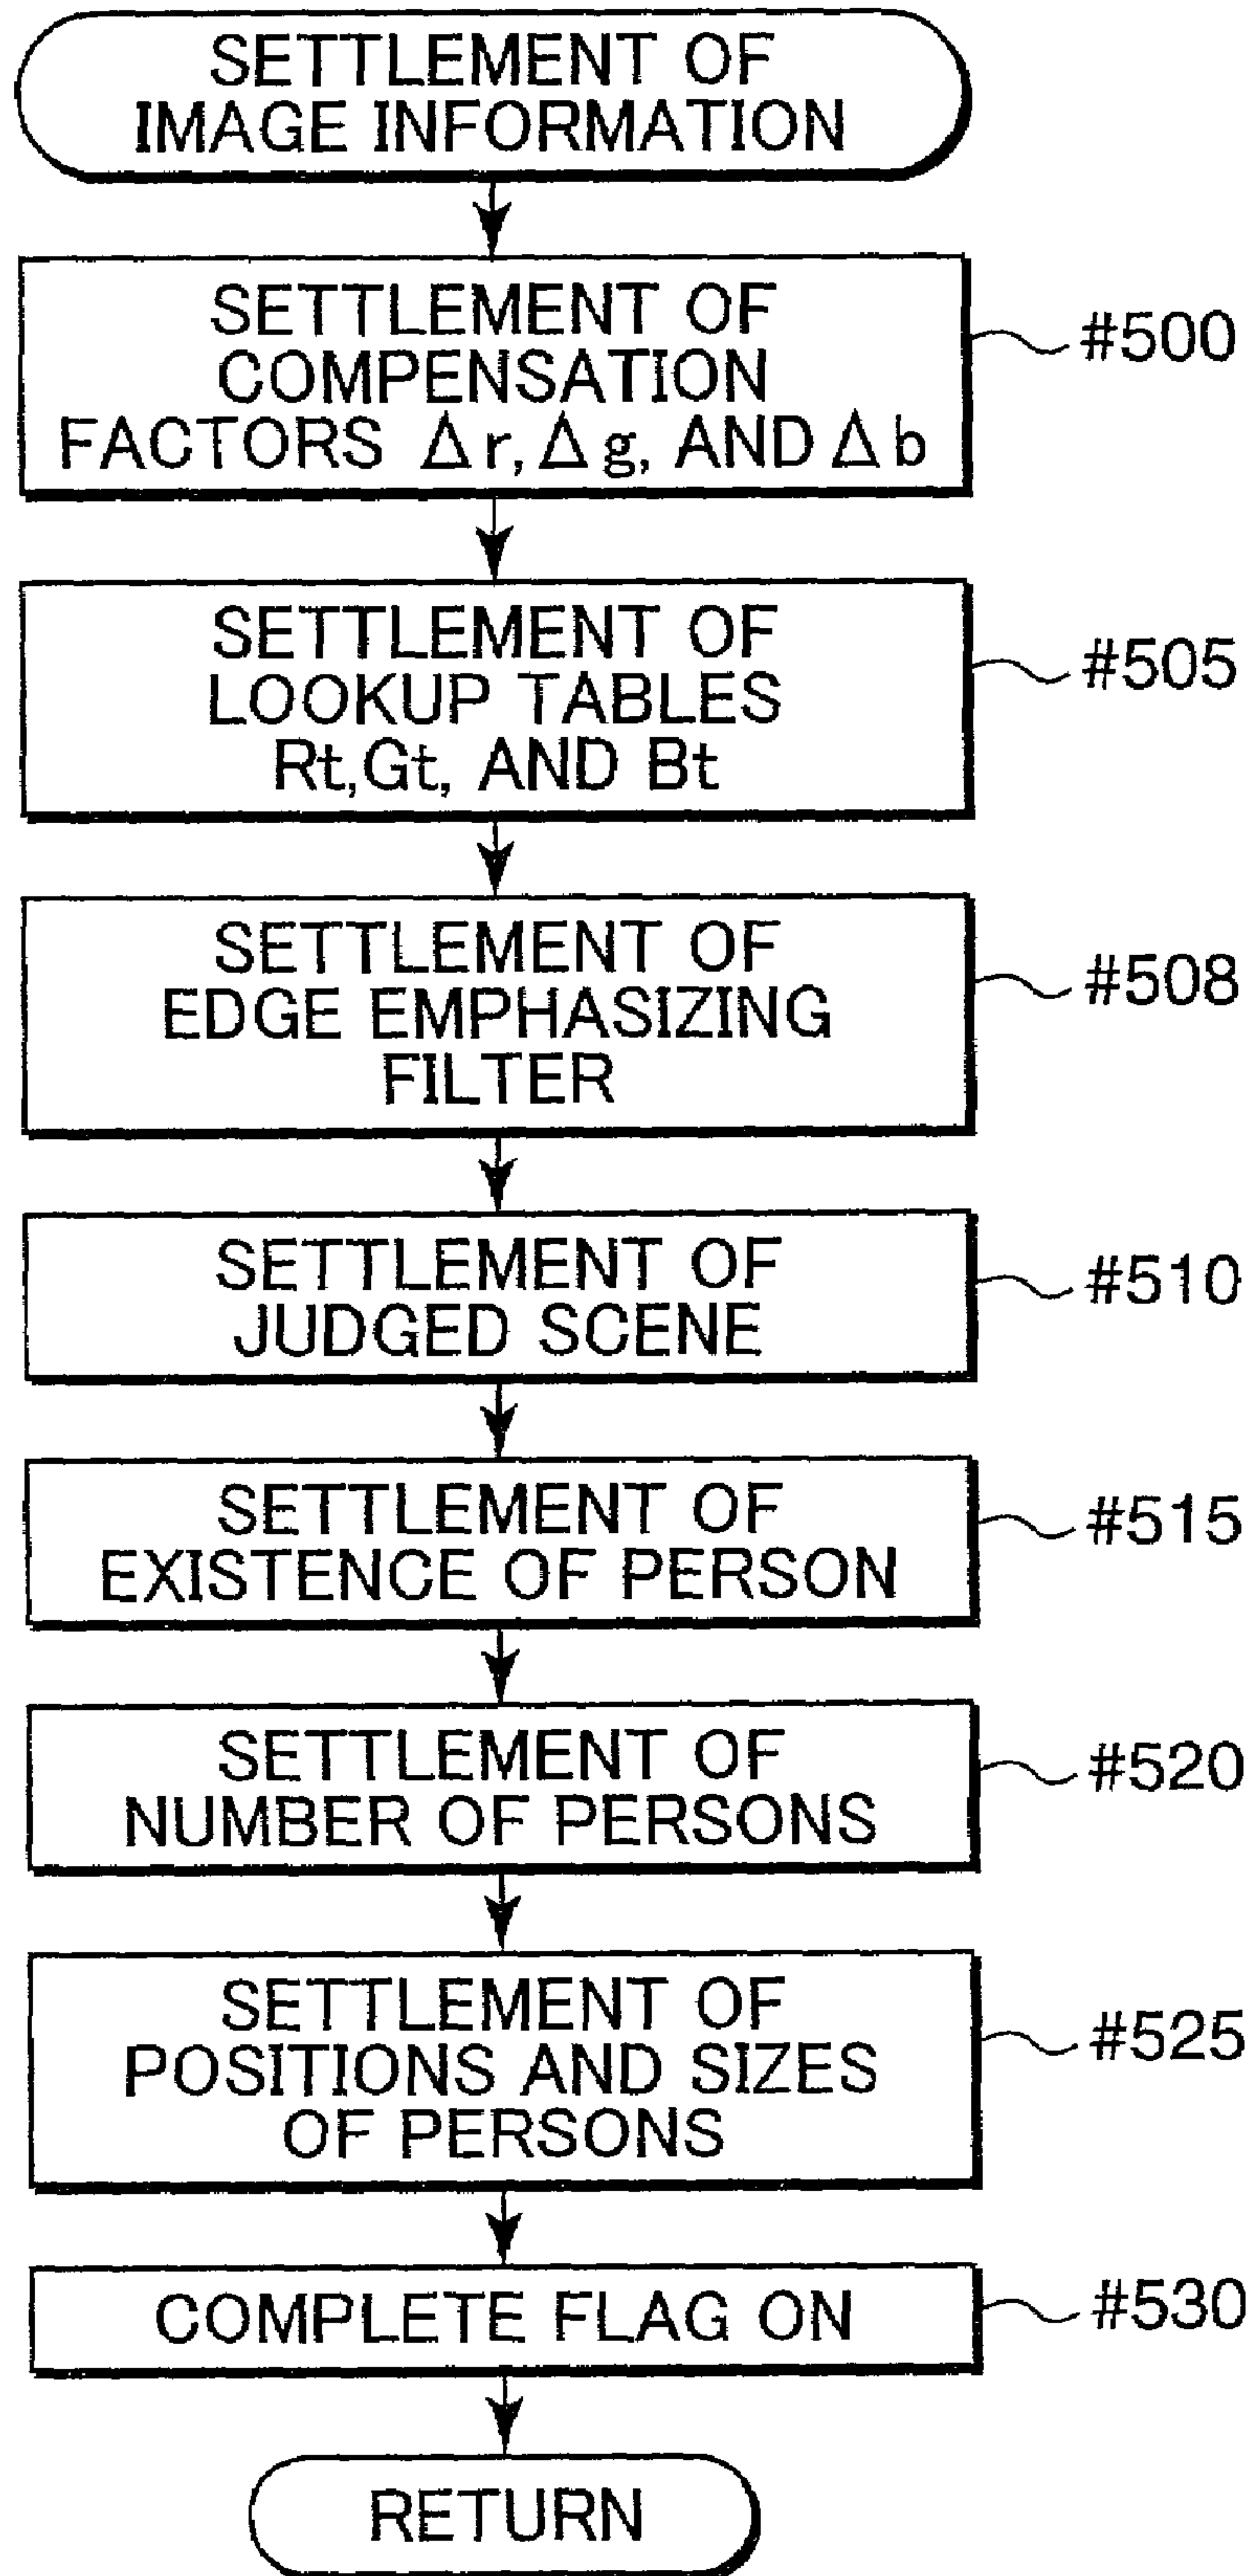 SETTLEMENT OF
IMAGE INFORMATION
SETTLEMENT OF
COMPENSATION
FACTORS Δr, Δg, AND Δb
#500
SETTLEMENT OF
LOOKUP TABLES
Rt,Gt, AND Bt
#505
SETTLEMENT OF
EDGE EMPHASIZING
FILTER
#508
SETTLEMENT OF
JUDGED SCENE
#510
SETTLEMENT OF
EXISTENCE OF PERSON
#515
SETTLEMENT OF
NUMBER OF PERSONS
#520
SETTLEMENT OF
POSITIONS AND SIZES
OF PERSONS
#525
COMPLETE FLAG ON
#530
RETURN